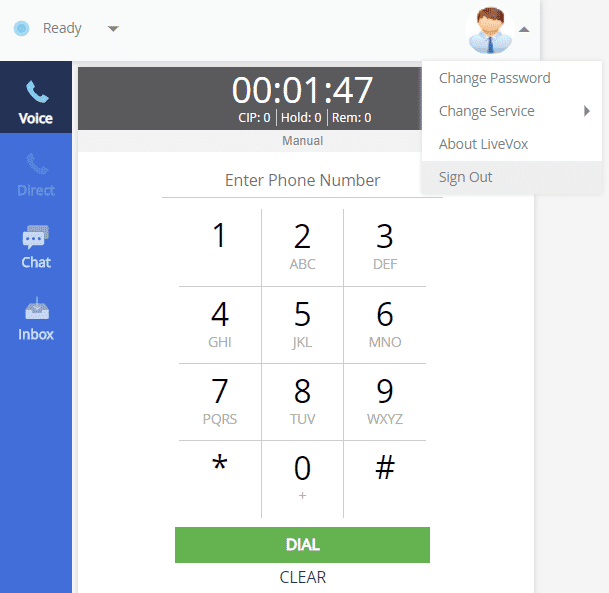 Ready
Voice
Direct
Chat
Inbox
00:01:47
CIP: 0 | Hold: 0 | Rem: 0
Manual
Enter Phone Number
1 2 3
ABC DEF
4 5 6
GHI JKL MNO
7 8 9
PQRS TUV WXYZ
* 0 #
+
DIAL
CLEAR
Change Password
Change Service
About LiveVox
Sign Out